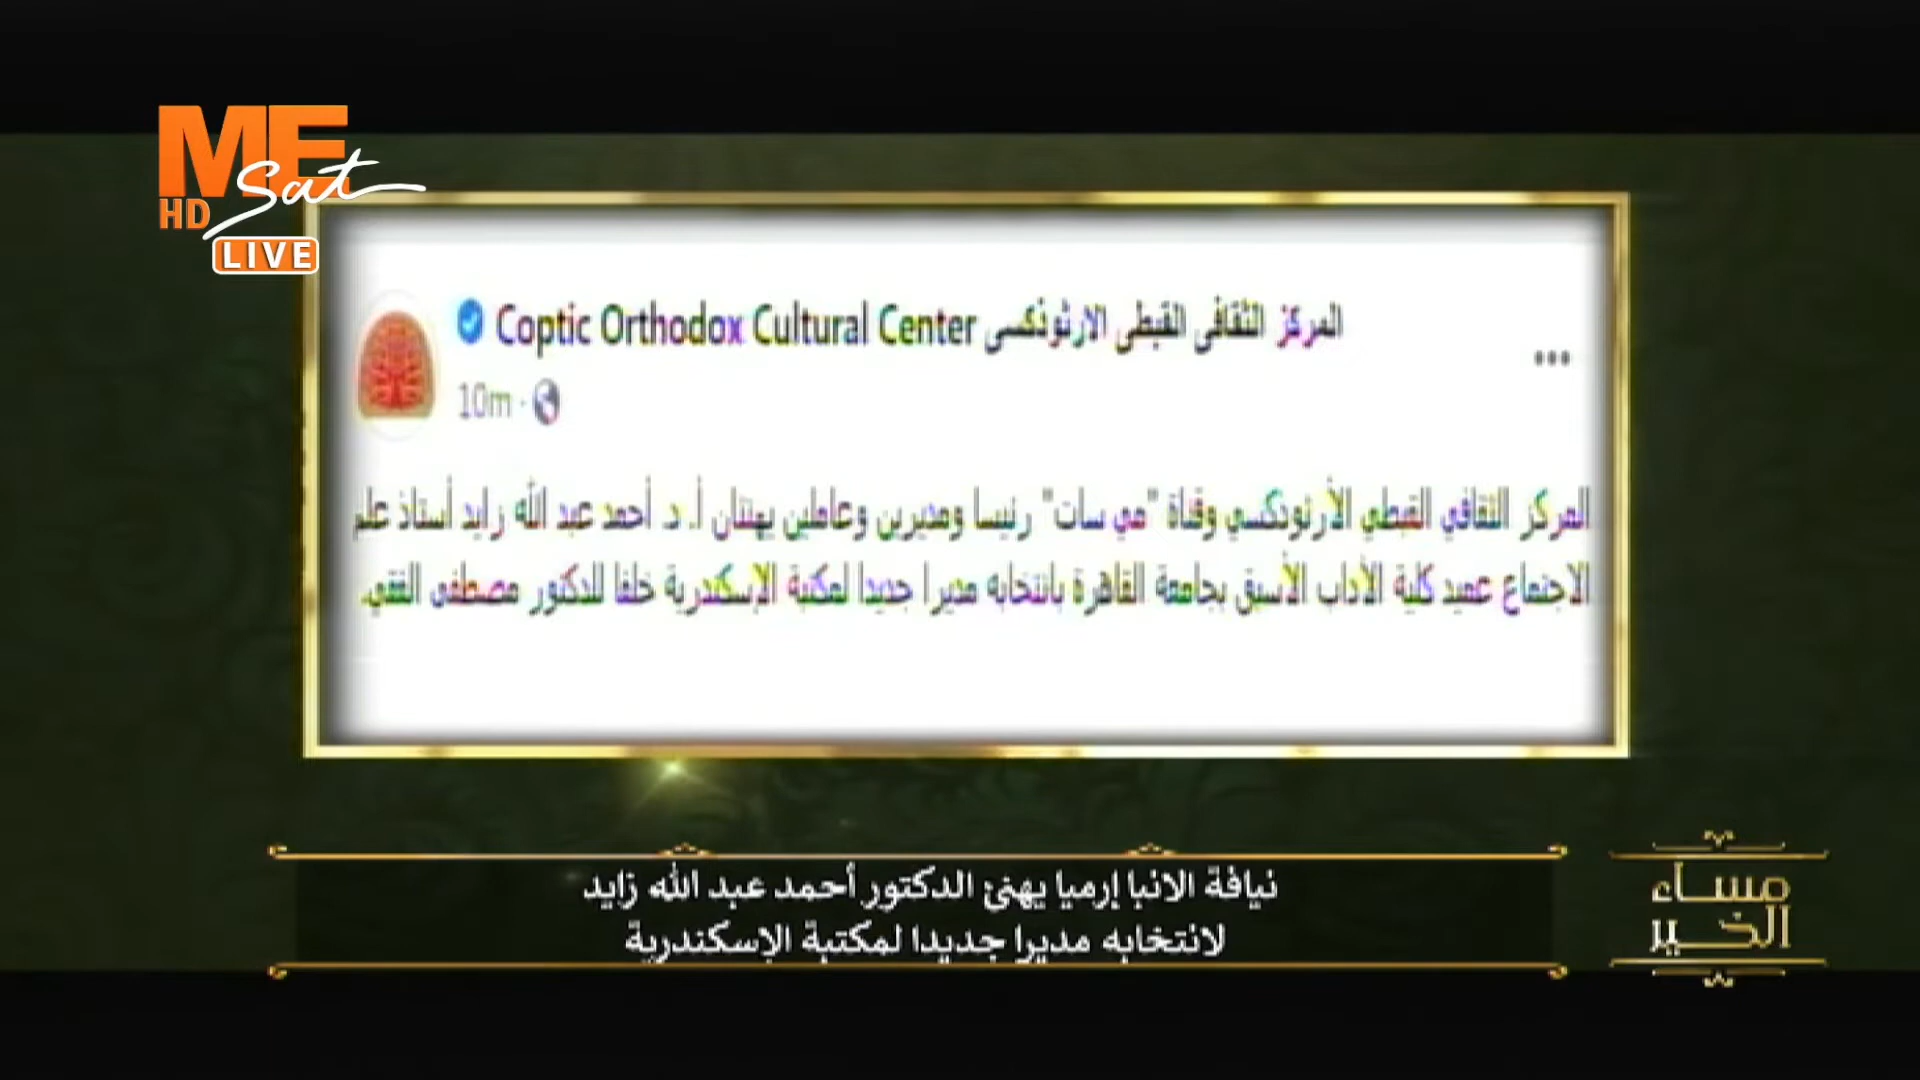 ME
Sat
HD
LIVE
Coptic Orthodox Cultural Center المركز الثقافى القبطى الارثوذكسى
...
10m ·
المركز الثقافي القبطي الأرثوذكسي وقناة "مي سات" رئيسا ومديرين وعاملين يهنئان أ. د. أحمد عبد الله زايد أستاذ علم
الاجتماع عميد كلية الآداب الأسبق بجامعة القاهرة بانتخابه مديرا جديدا لمكتبة الإسكندرية خلفا للدكتور مصطفى الفقي.
نيافة الانبا إرميا يهنئ الدكتور أحمد عبد الله زايد
لانتخابه مديرا جديدا لمكتبة الإسكندرية
مساء
الخير